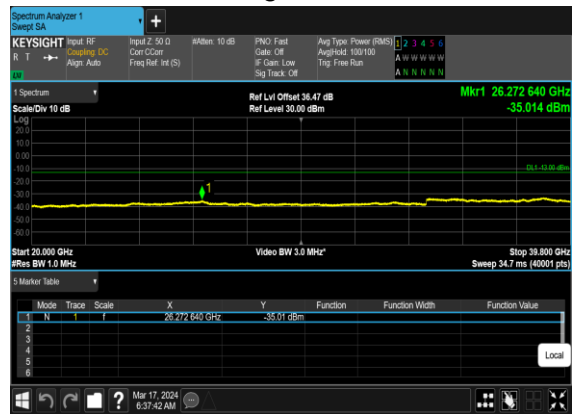 Spectrum Analyzer 1
Swept SA
+
KEYSIGHT Input: RF Input Z: 50 Ω #Atten: 10 dB PNO: Fast Avg Type: Power (RMS) 1 2 3 4 5 6
R T Coupling: DC Corr CCorr Gate: Off Avg|Hold: 100/100 A W W W W W
Align: Auto Freq Ref: Int (S) IF Gain: Low Trig: Free Run
Sig Track: Off A N N N N N
LXI
1 Spectrum Ref Lvl Offset 36.47 dB Mkr1 26.272 640 GHz
Scale/Div 10 dB Ref Level 30.00 dBm -35.014 dBm
Log
20.0
10.0
0.00
-10.0 DL1 -13.00 dBm
-20.0
-30.0 1
-40.0
-50.0
-60.0
Start 20.000 GHz Video BW 3.0 MHz* Stop 39.800 GHz
#Res BW 1.0 MHz Sweep 34.7 ms (40001 pts)
5 Marker Table
Mode Trace Scale X Y Function Function Width Function Value
1 N 1 f 26.272 640 GHz -35.01 dBm
2
3
4
5
6
Local
? Mar 17, 2024
6:37:42 AM